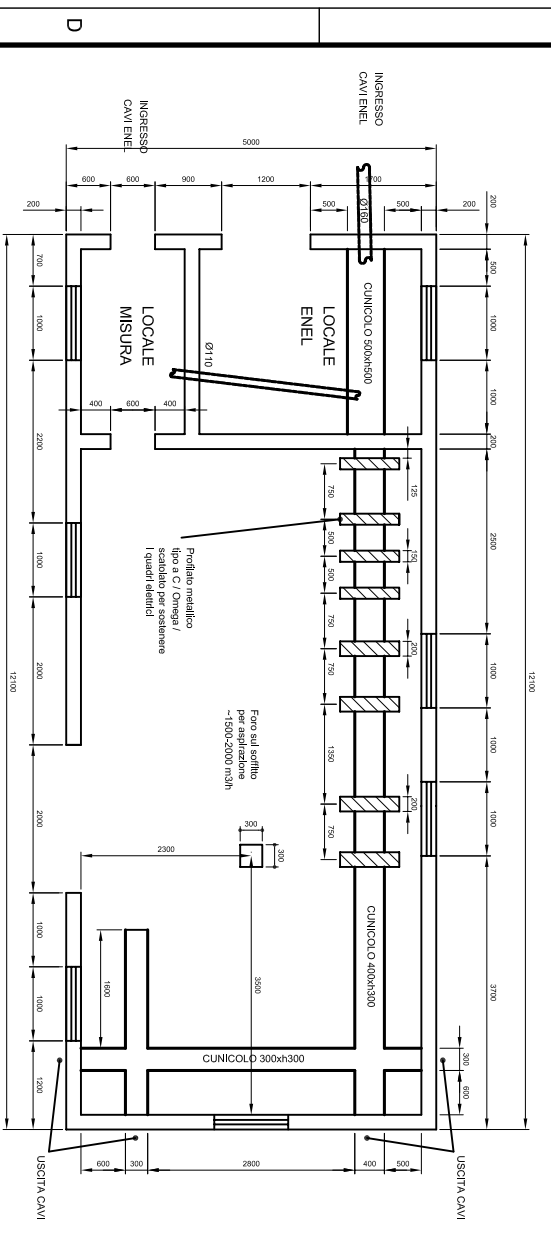 D
INGRESSO
CAVI ENEL
INGRESSO
CAVI ENEL
5000
600
600
900
1200
1700
200
500
500
200
Ø160
200
12100
700
1000
2200
1000
2000
2000
1000
1000
1200
12100
200
500
1000
1000
200
2500
1000
1000
1000
3700
300
600
LOCALE
MISURA
LOCALE
ENEL
CUNICOLO 500xh500
Ø110
400
600
400
125
750
500
150
500
750
200
750
1350
200
750
Profilato metallico
tipo a C / Omega /
scatolato per sostenere
i quadri elettrici
Foro sul soffitto
per aspirazione
~1500-2000 m3/h
300
300
2300
3500
1600
CUNICOLO 400xh300
CUNICOLO 300xh300
600
300
2800
400
500
USCITA CAVI
USCITA CAVI